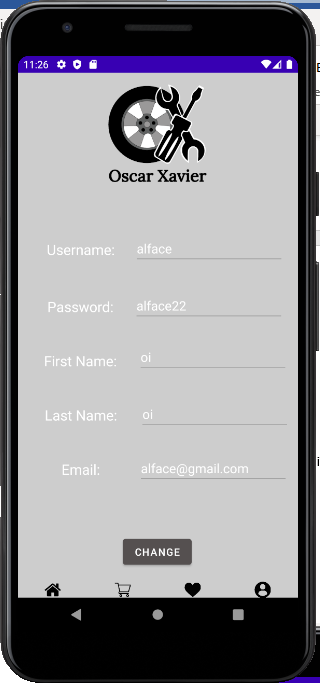 11:26
Oscar Xavier
Username: alface
Password: alface22
First Name: oi
Last Name: oi
Email: alface@gmail.com
CHANGE